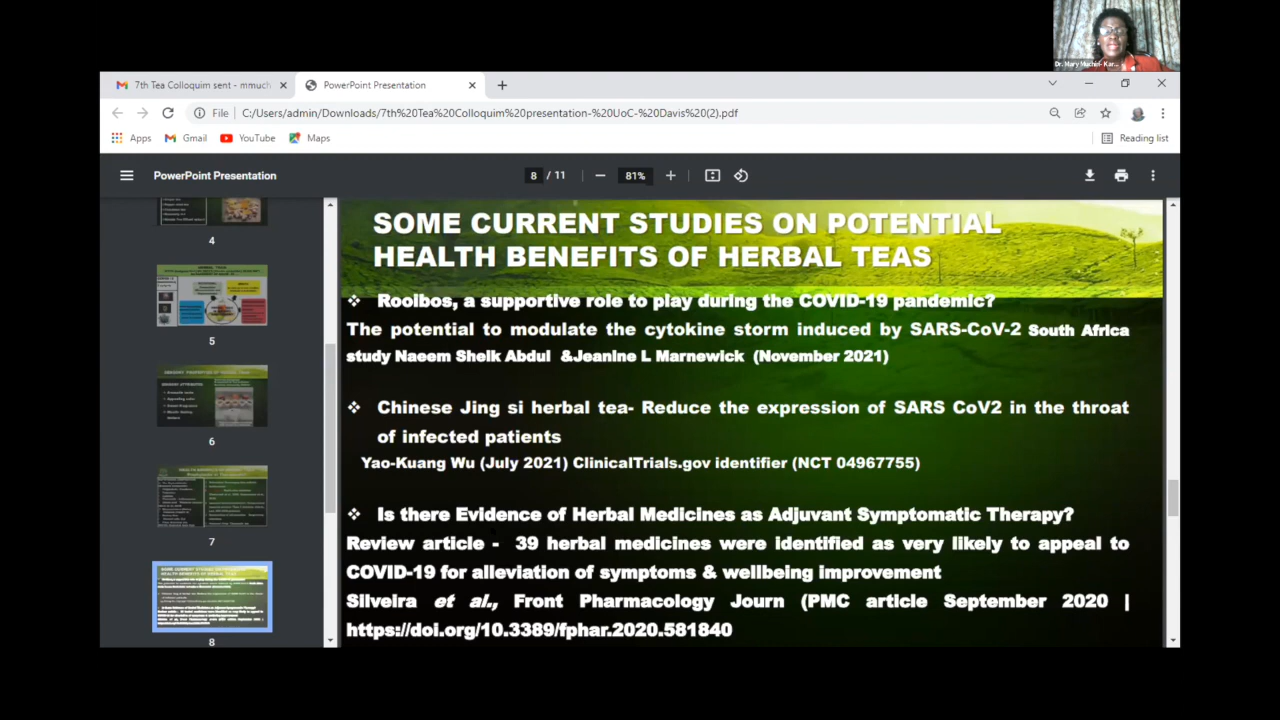 Dr. Mary Muchiri- Kar...
7th Tea Colloquim sent - mmuch
PowerPoint Presentation
File
C:/Users/admin/Downloads/7th%20Tea%20Colloquim%20presentation-%20UoC-%20Davis%20(2).pdf
Apps
Gmail
YouTube
Maps
Reading list
PowerPoint Presentation
8 / 11
81%
4
5
6
7
8
SOME CURRENT STUDIES ON POTENTIAL
HEALTH BENEFITS OF HERBAL TEAS
❖ Rooibos, a supportive role to play during the COVID-19 pandemic?
The potential to modulate the cytokine storm induced by SARS-CoV-2 South Africa
study Naeem Sheik Abdul &Jeanine L Marnewick (November 2021)
❖ Chinese Jing si herbal tea- Reduce the expression of SARS CoV2 in the throat
of infected patients
Yao-Kuang Wu (July 2021) ClinicalTrials.gov identifier (NCT 04967755)
❖ Is there Evidence of Herbal Medicines as Adjuvant Symptomatic Therapy?
Review article - 39 herbal medicines were identified as very likely to appeal to
COVID-19 for alleviation of symptoms & wellbeing improvement
Silveira et al., Front Pharmacology Journ (PMC article September 2020 |
https://doi.org/10.3389/fphar.2020.581840